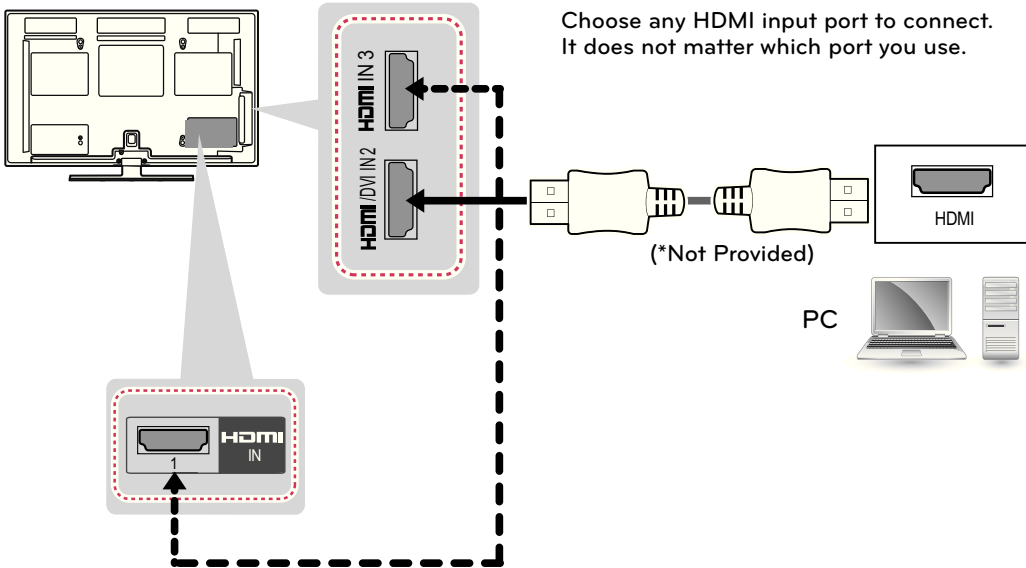 Choose any HDMI input port to connect.
It does not matter which port you use.
HDMI IN 3
HDMI /DVI IN 2
(*Not Provided)
HDMI
PC
HDMI
IN
1